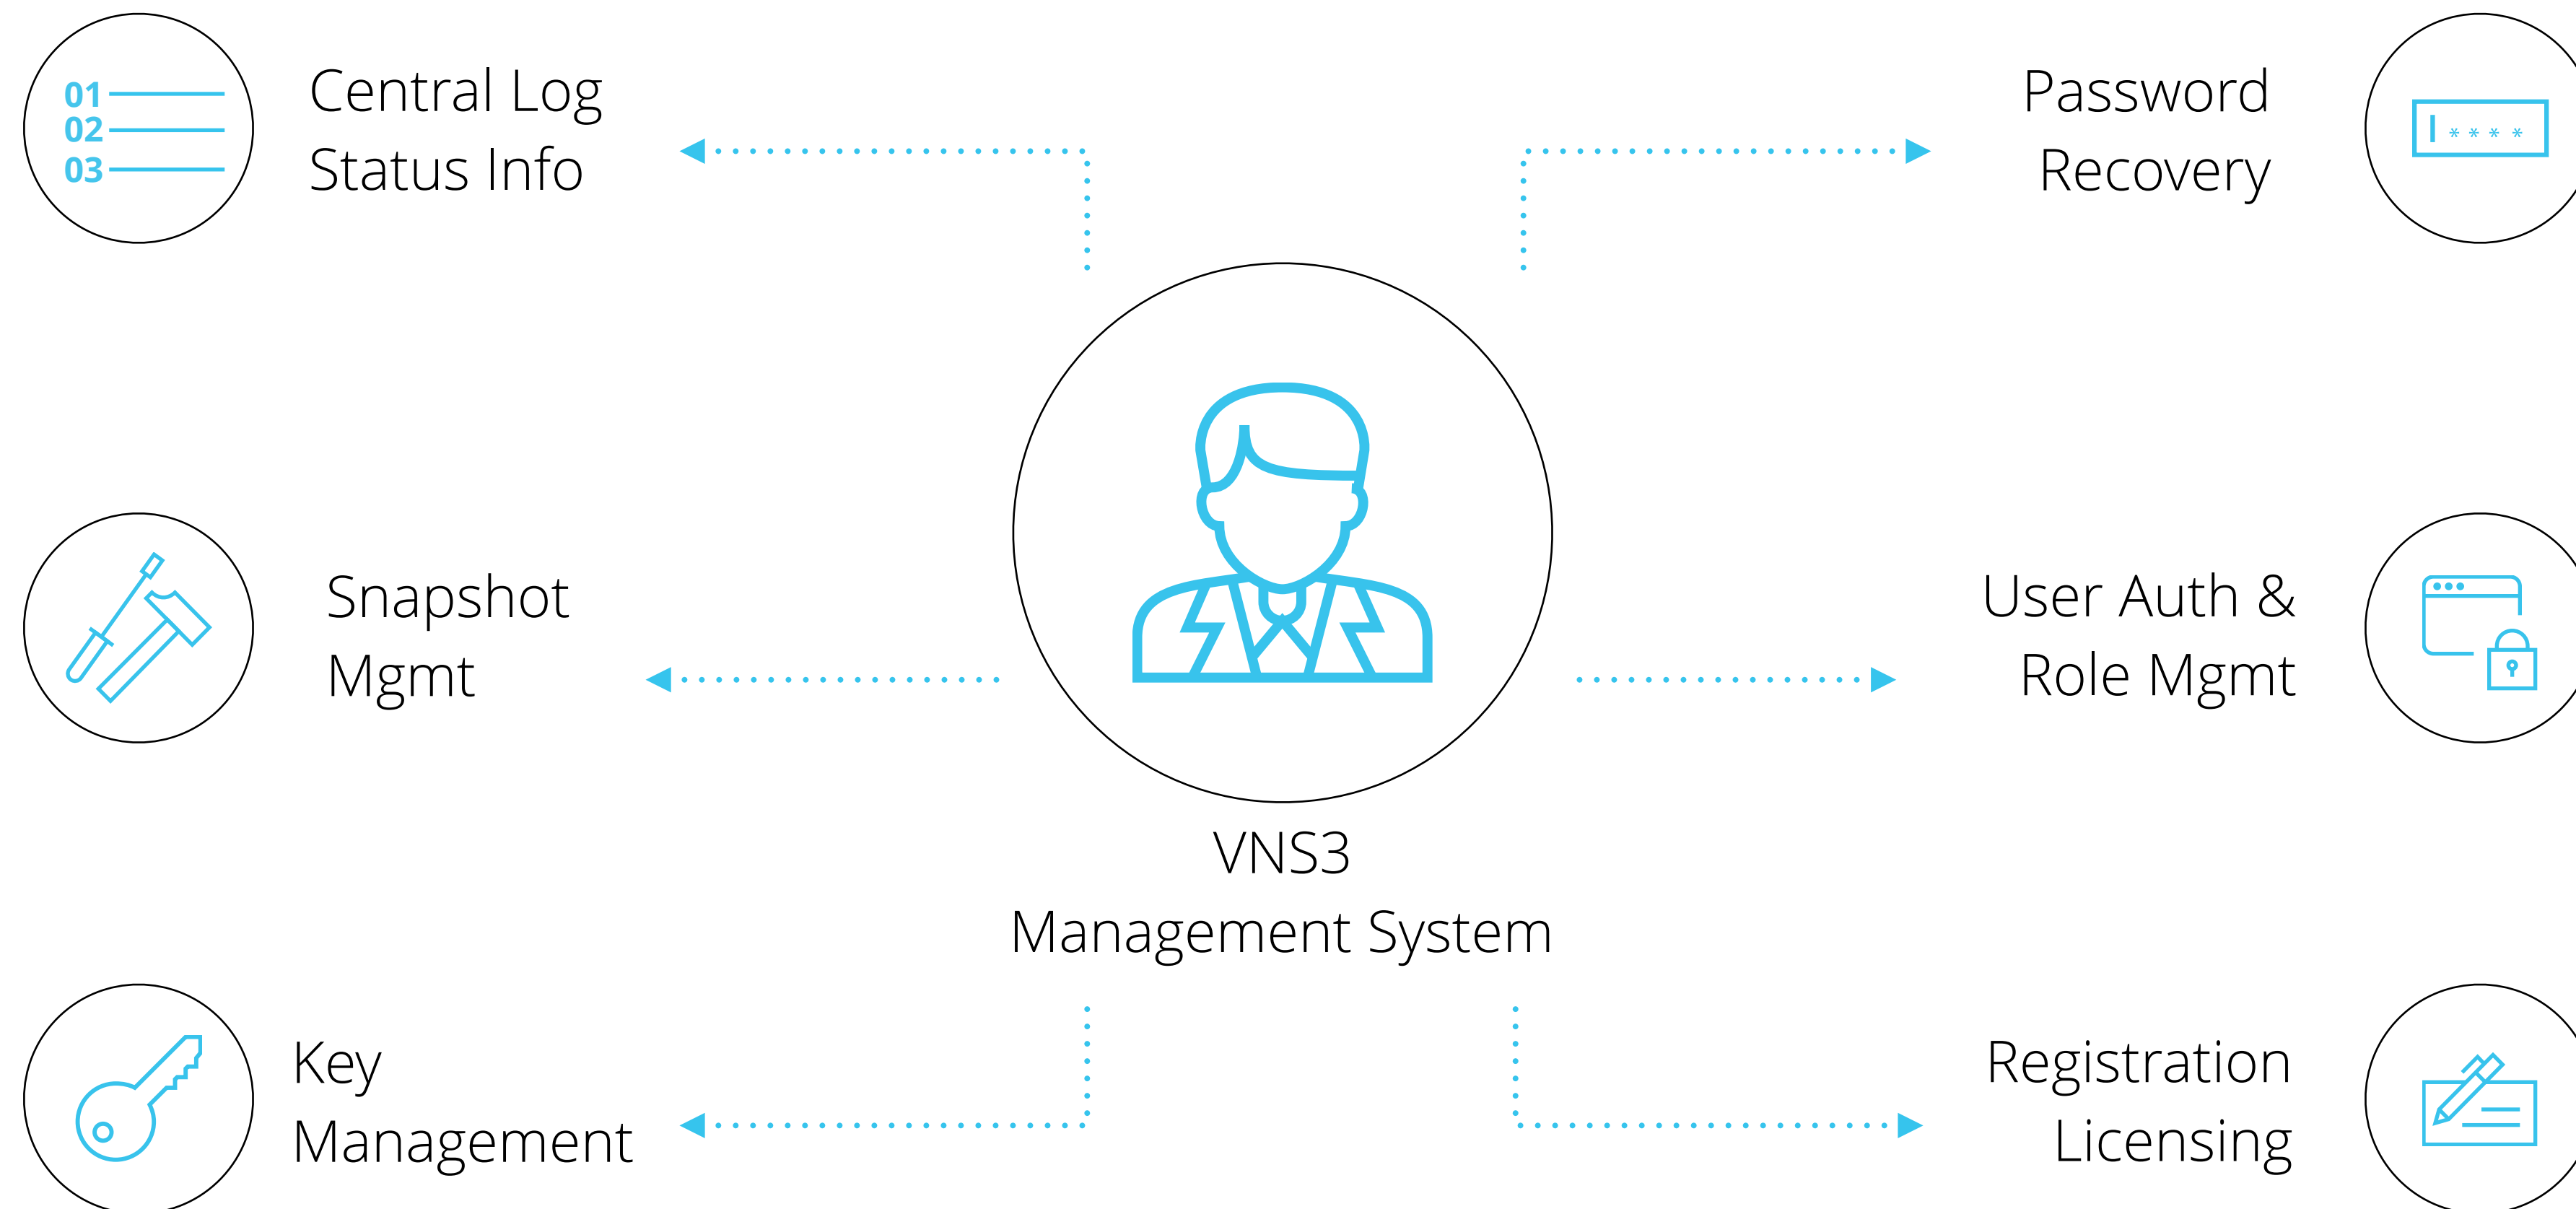 01
02
03
Central Log
Status Info
Password
Recovery
* * * *
Snapshot
Mgmt
User Auth &
Role Mgmt
VNS3
Management System
Key
Management
Registration
Licensing